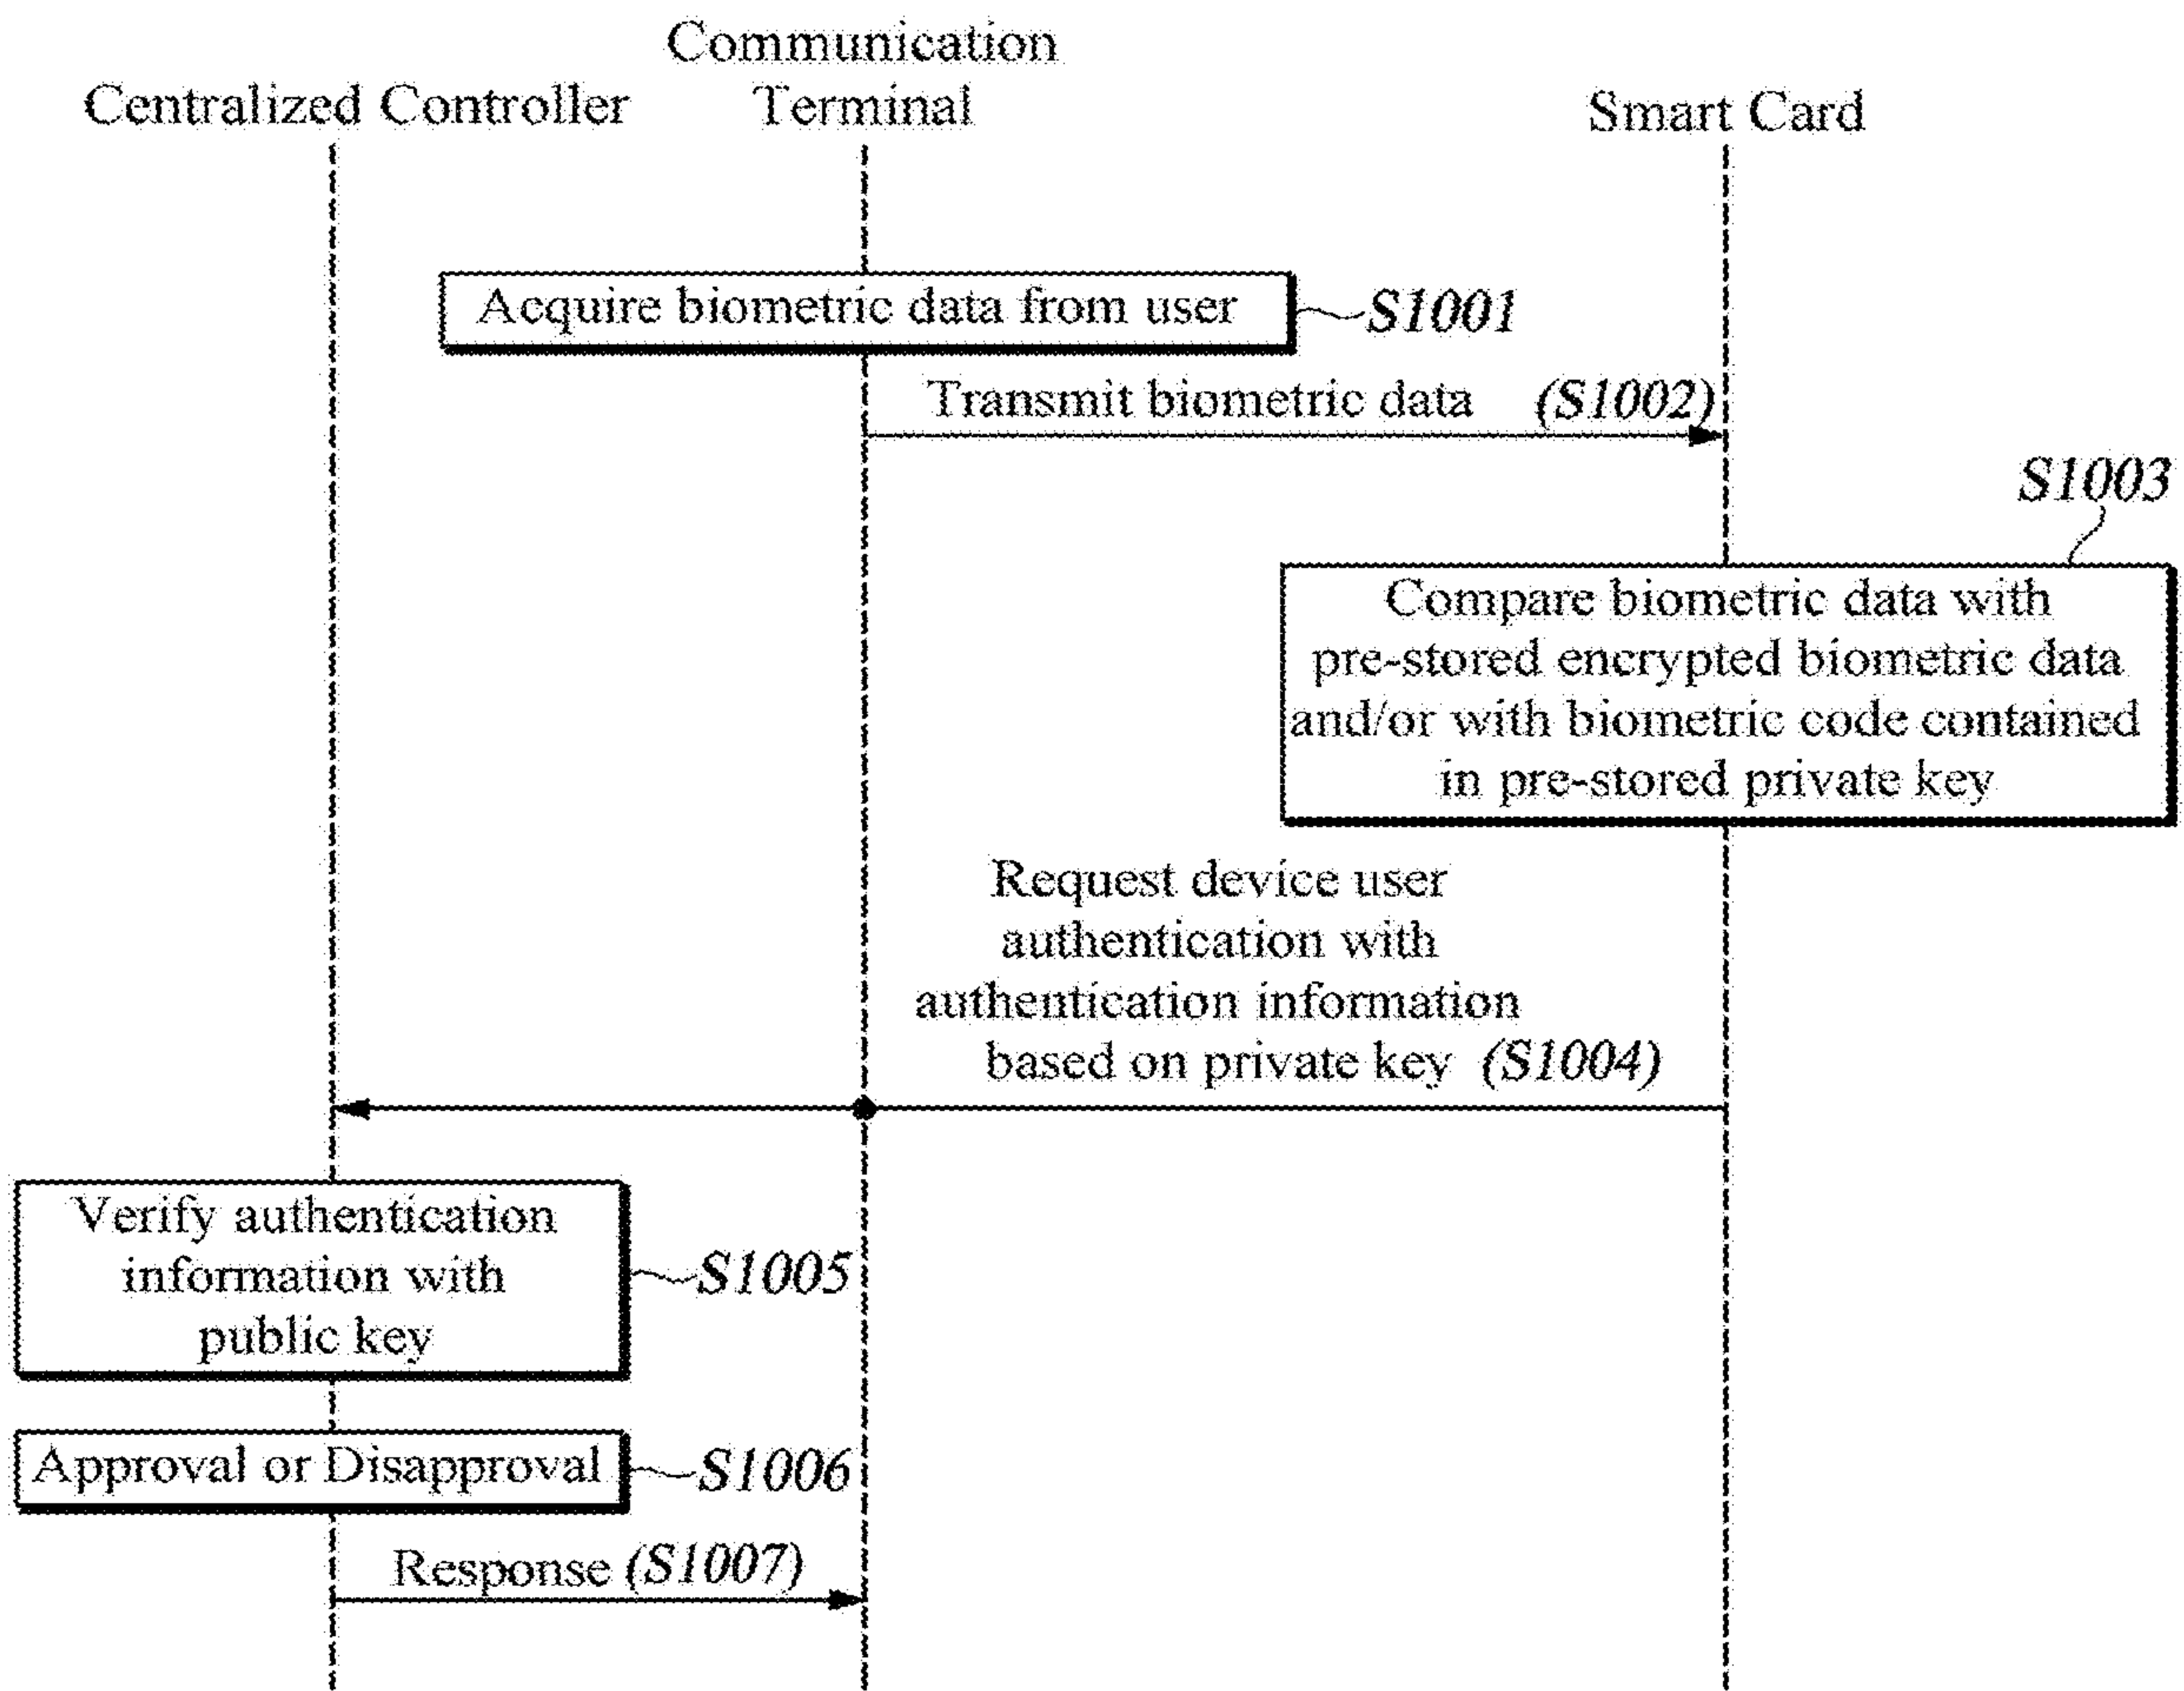 Centralized Controller
Communication
Terminal
Smart Card
Acquire biometric data from user
S1001
Transmit biometric data (S1002)
S1003
Compare biometric data with
pre-stored encrypted biometric data
and/or with biometric code contained
in pre-stored private key
Request device user
authentication with
authentication information
based on private key (S1004)
Verify authentication
information with
public key
S1005
Approval or Disapproval
S1006
Response (S1007)